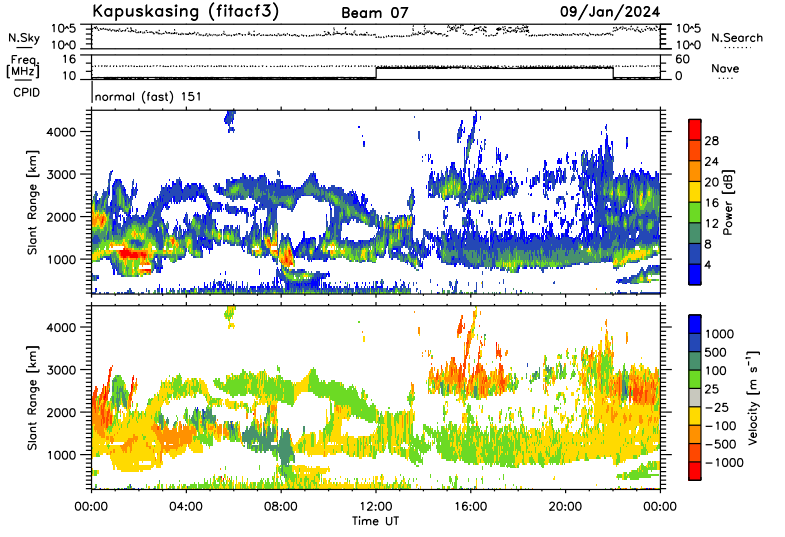 Kapuskasing (fitacf3) Beam 07 09/Jan/2024
N.Sky 10^5 10^0 10^5 10^0 N.Search
Freq. [MHz] 16 10 60 0 Nave
CPID normal (fast) 151
Slant Range [km] 4000 3000 2000 1000
28 24 20 16 12 8 4 Power [dB]
Slant Range [km] 4000 3000 2000 1000
1000 500 100 25 −25 −100 −500 −1000 Velocity [m s⁻¹]
00:00 04:00 08:00 12:00 16:00 20:00 00:00
Time UT